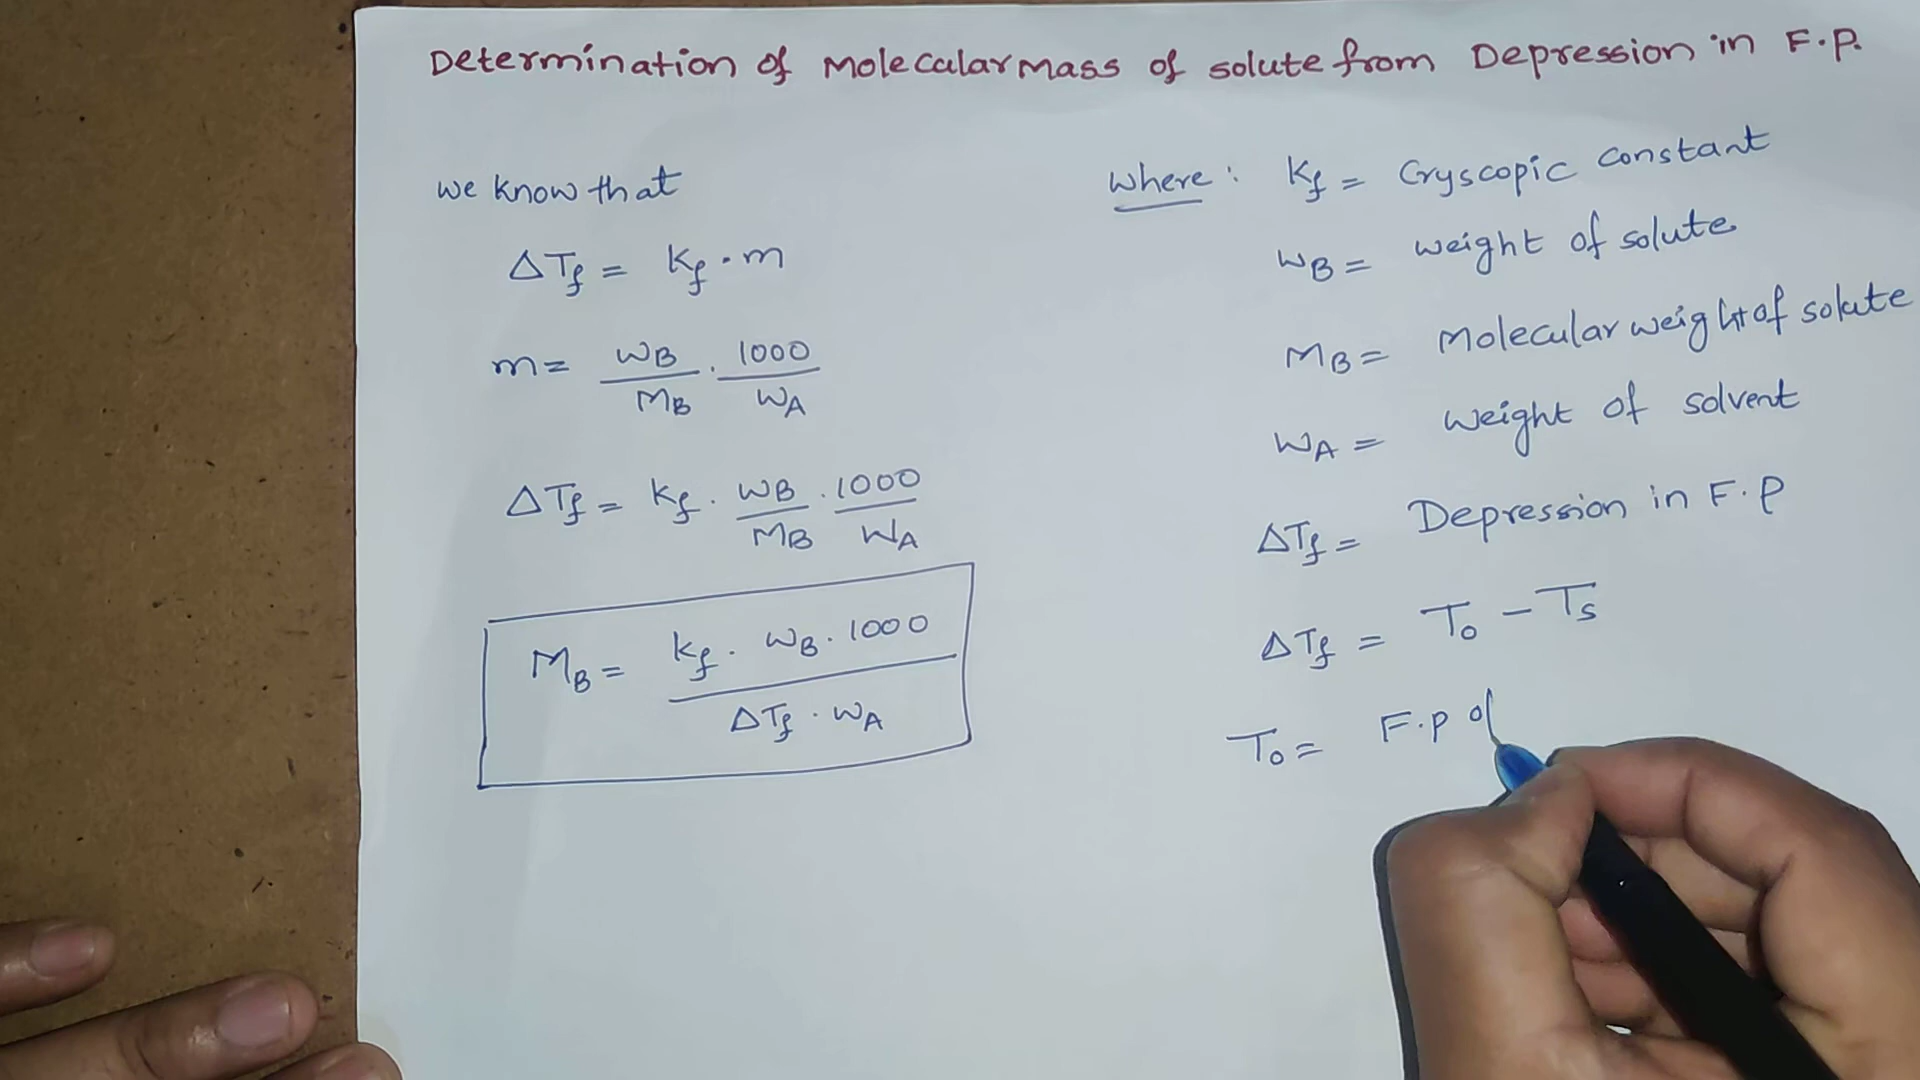 Determination of Molecular Mass of solute from Depression in F.P.
we know that
ΔTf = Kf · m
m = WB/MB · 1000/WA
ΔTf = Kf · WB/MB · 1000/WA
MB = Kf · WB · 1000 / ΔTf · WA
Where : Kf = Cryscopic constant
WB = weight of solute
MB = Molecular weight of solute
WA = weight of solvent
ΔTf = Depression in F.P
ΔTf = To - Ts
To = F.p of